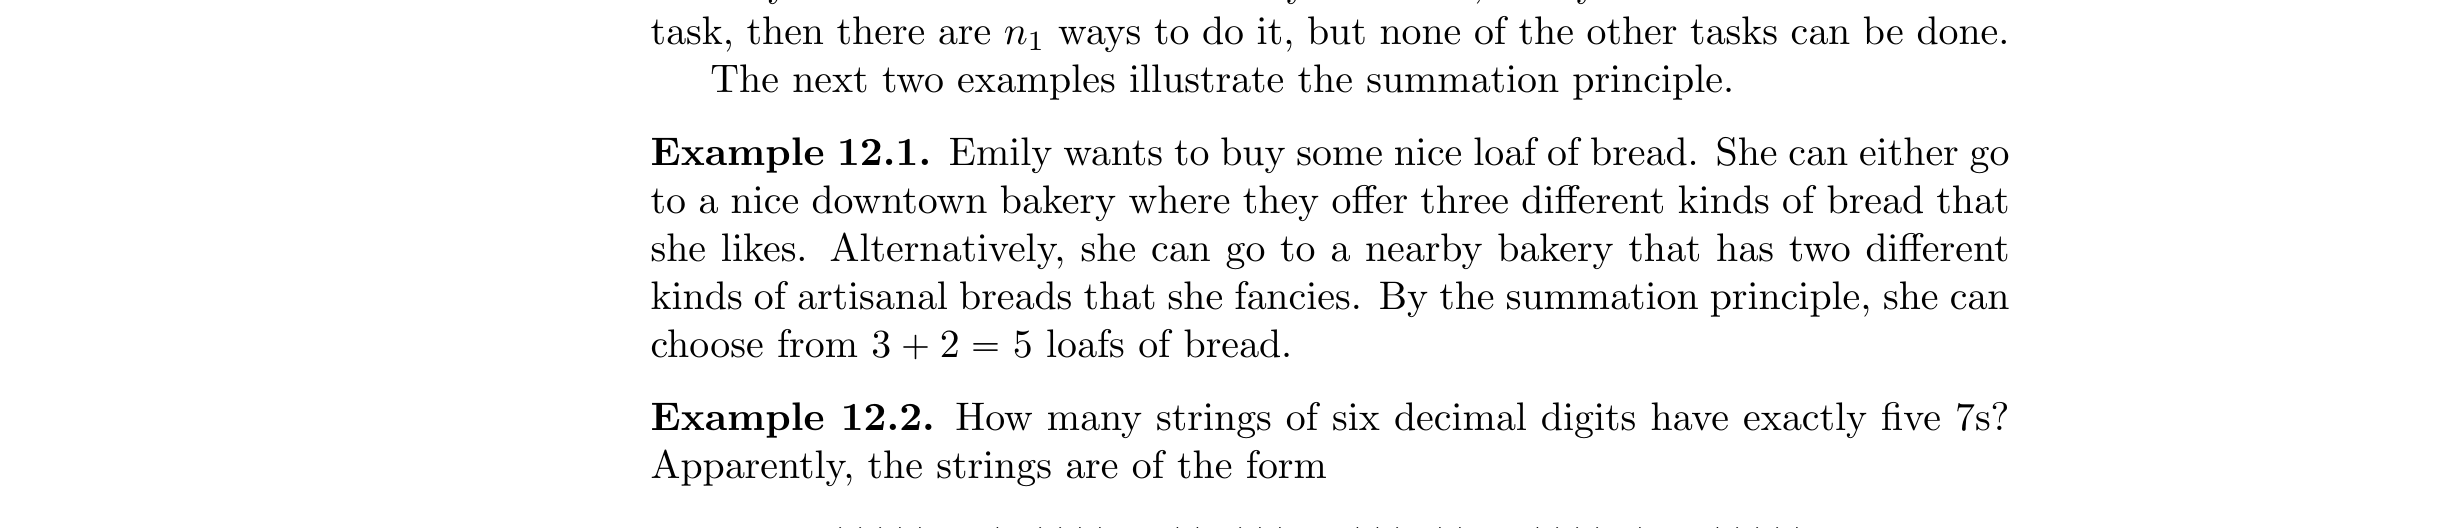 task, then there are n₁ ways to do it, but none of the other tasks can be done.
The next two examples illustrate the summation principle.
Example 12.1. Emily wants to buy some nice loaf of bread. She can either go
to a nice downtown bakery where they offer three different kinds of bread that
she likes. Alternatively, she can go to a nearby bakery that has two different
kinds of artisanal breads that she fancies. By the summation principle, she can
choose from 3 + 2 = 5 loafs of bread.
Example 12.2. How many strings of six decimal digits have exactly five 7s?
Apparently, the strings are of the form